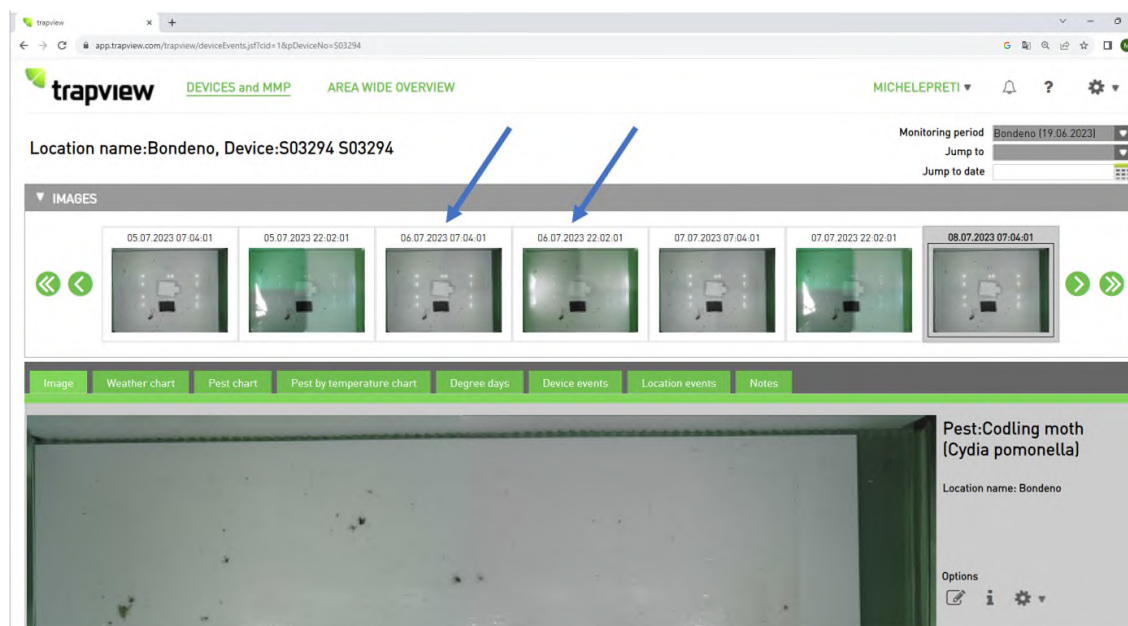 trapview
app.trapview.com/trapview/deviceEvents.jsf?cid=1&pDeviceNo=S03294
trapview
DEVICES and MMP
AREA WIDE OVERVIEW
MICHELEPRETI
?
Location name:Bondeno, Device:S03294 S03294
Monitoring period
Bondeno (19.06.2023)
Jump to
Jump to date
IMAGES
05.07.2023 07:04:01
05.07.2023 22:02:01
06.07.2023 07:04:01
06.07.2023 22:02:01
07.07.2023 07:04:01
07.07.2023 22:02:01
08.07.2023 07:04:01
Image
Weather chart
Pest chart
Pest by temperature chart
Degree days
Device events
Location events
Notes
Pest:Codling moth
(Cydia pomonella)
Location name: Bondeno
Options